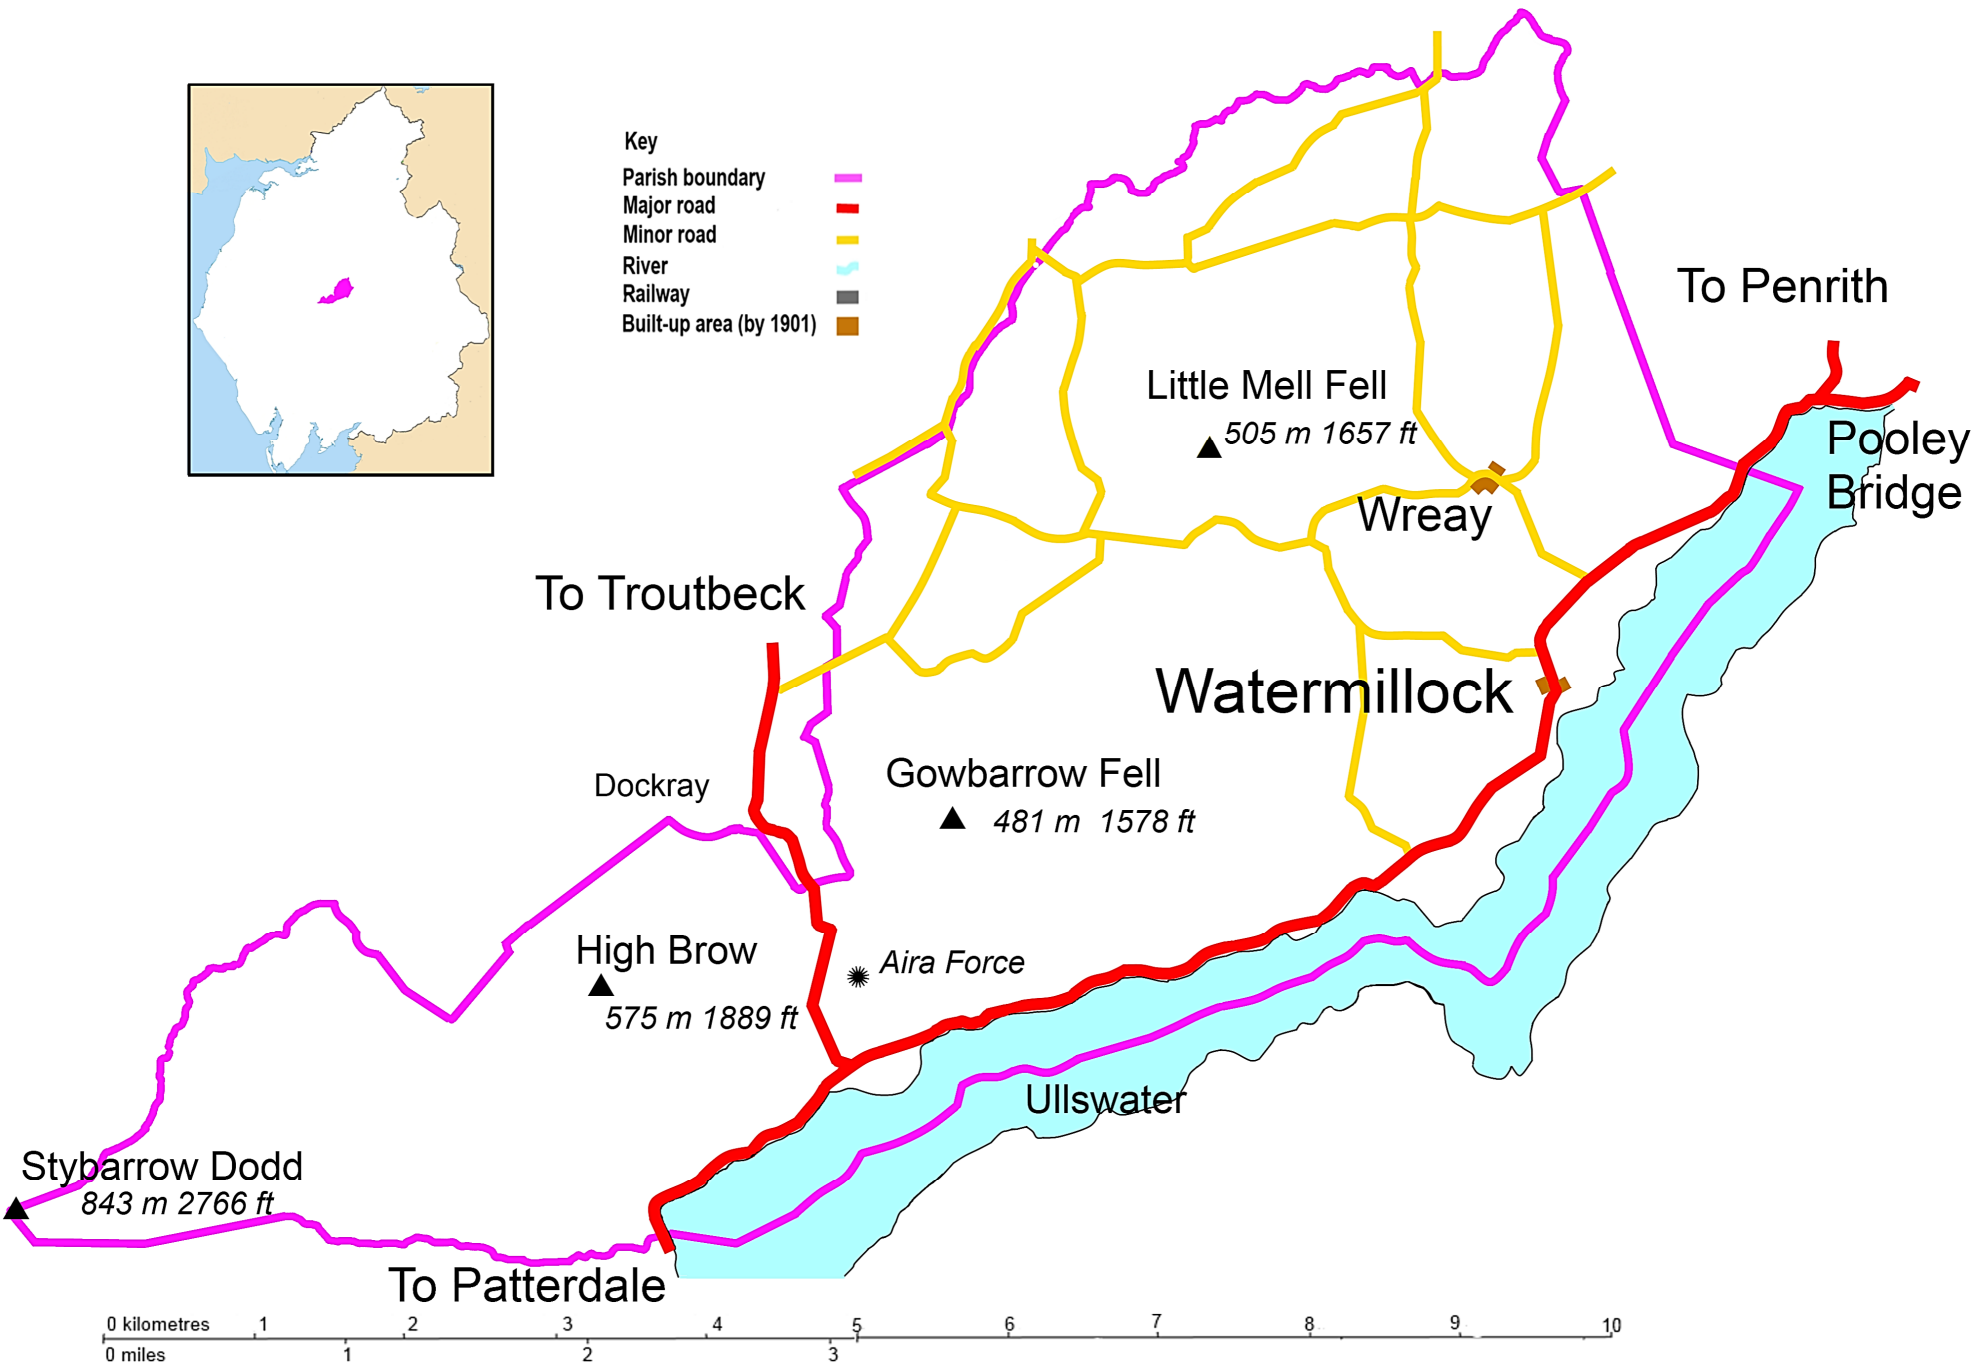 Key
Parish boundary
Major road
Minor road
River
Railway
Built-up area (by 1901)
To Penrith
Pooley
Bridge
Little Mell Fell
505 m 1657 ft
Wreay
To Troutbeck
Watermillock
Dockray
Gowbarrow Fell
481 m 1578 ft
High Brow
575 m 1889 ft
Aira Force
Ullswater
Stybarrow Dodd
843 m 2766 ft
To Patterdale
0 kilometres 1 2 3 4 5 6 7 8 9 10
0 miles 1 2 3